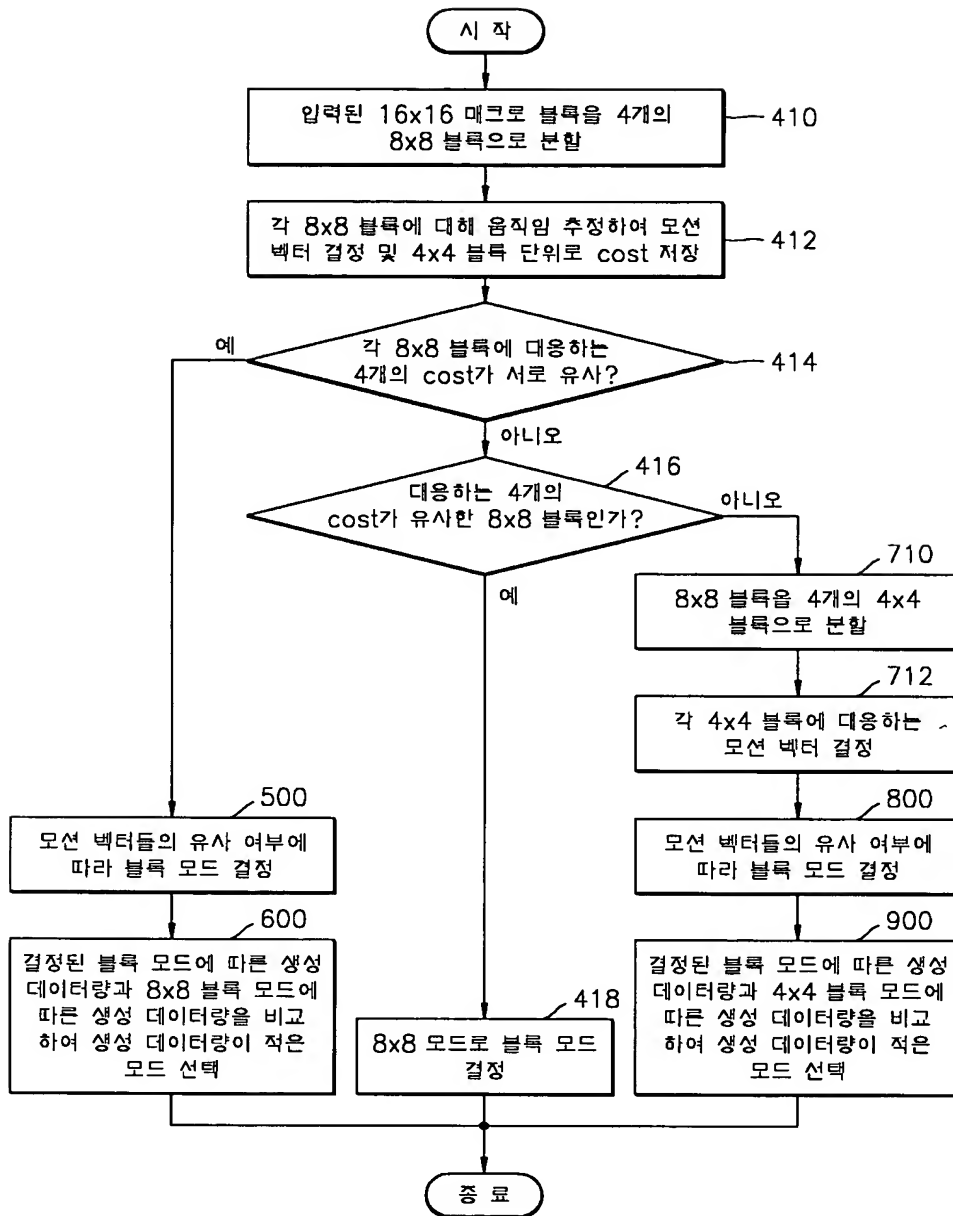 시 작
입력된 16x16 매크로 블록을 4개의
8x8 블록으로 분할
410
각 8x8 블록에 대해 움직임 추정하여 모션
벡터 결정 및 4x4 블록 단위로 cost 저장
412
각 8x8 블록에 대응하는
4개의 cost가 서로 유사?
414
예
아니오
416
대응하는 4개의
cost가 유사한 8x8 블록인가?
아니오
예
710
8x8 블록을 4개의 4x4
블록으로 분할
712
각 4x4 블록에 대응하는
모션 벡터 결정
500
모션 벡터들의 유사 여부에
따라 블록 모드 결정
800
모션 벡터들의 유사 여부에
따라 블록 모드 결정
600
결정된 블록 모드에 따른 생성
데이터량과 8x8 블록 모드에
따른 생성 데이터량을 비교
하여 생성 데이터량이 적은
모드 선택
418
8x8 모드로 블록 모드
결정
900
결정된 블록 모드에 따른 생성
데이터량과 4x4 블록 모드에
따른 생성 데이터량을 비교
하여 생성 데이터량이 적은
모드 선택
종 료